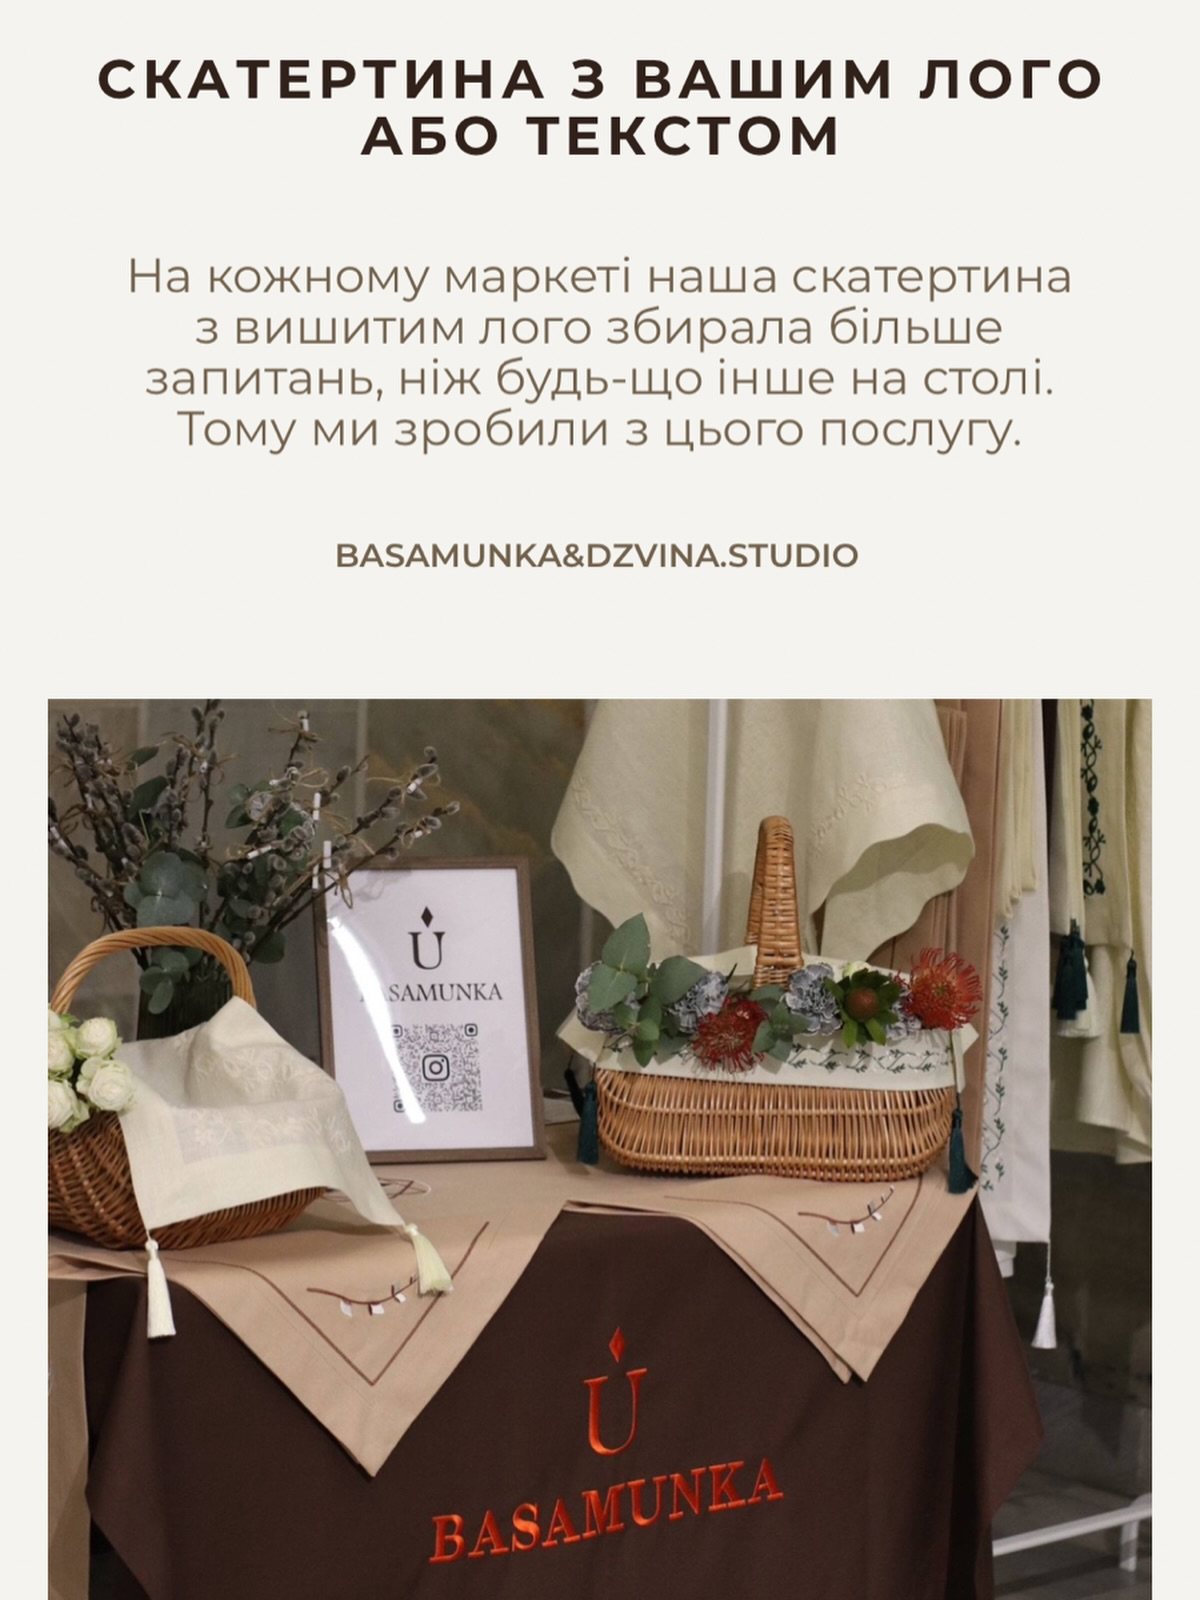 СКАТЕРТИНА З ВАШИМ ЛОГО
АБО ТЕКСТОМ
На кожному маркеті наша скатертина
з вишитим лого збирала більше
запитань, ніж будь-що інше на столі.
Тому ми зробили з цього послугу.
BASAMUNKA&DZVINA.STUDIO
U
BASAMUNKA
U
BASAMUNKA